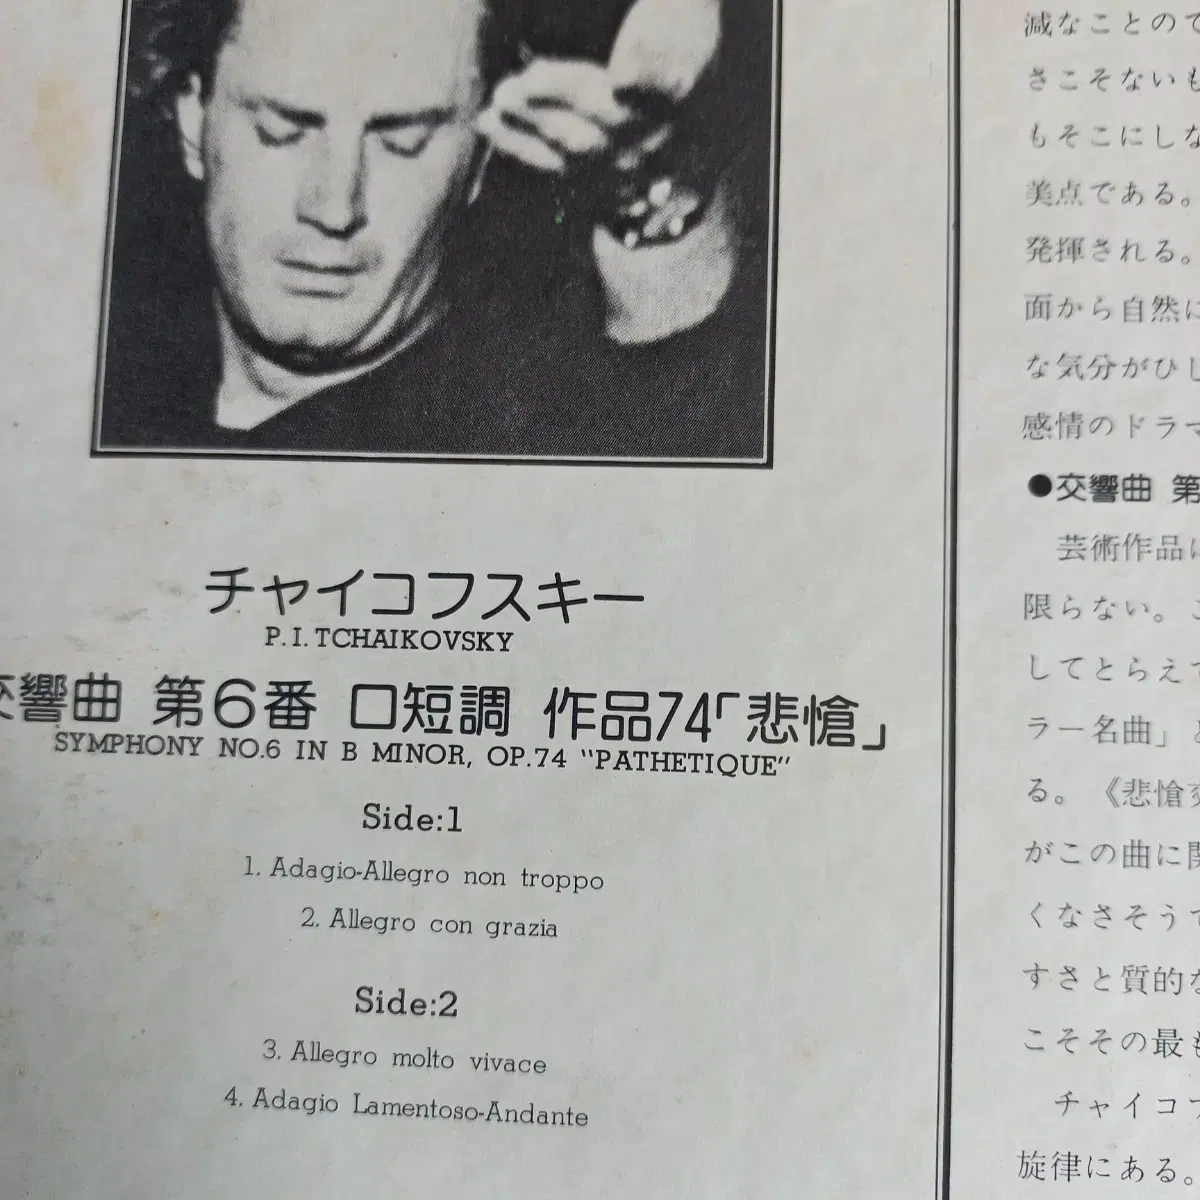 チャイコフスキー
P.I.TCHAIKOVSKY
交響曲 第6番 ロ短調 作品74「悲愴」
SYMPHONY NO.6 IN B MINOR, OP.74 "PATHETIQUE"
Side:1
1. Adagio-Allegro non troppo
2. Allegro con grazia
Side:2
3. Allegro molto vivace
4. Adagio Lamentoso-Andante
減なことので
さこそないも
もそこにしな
美点である。
発揮される。
面から自然に
な気分がひし
感情のドラマ
●交響曲 第
芸術作品に
限らない。こ
してとらえて
ラー名曲」と
る。《悲愴交
がこの曲に関
くなさそうで
すさと質的な
こそその最も
チャイコフ
旋律にある。